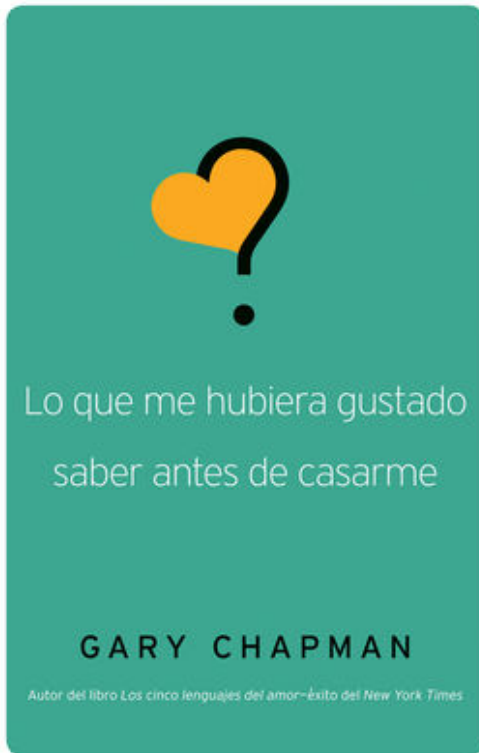 ?
Lo que me hubiera gustado
saber antes de casarme
GARY CHAPMAN
Autor del libro Los cinco lenguajes del amor—éxito del New York Times